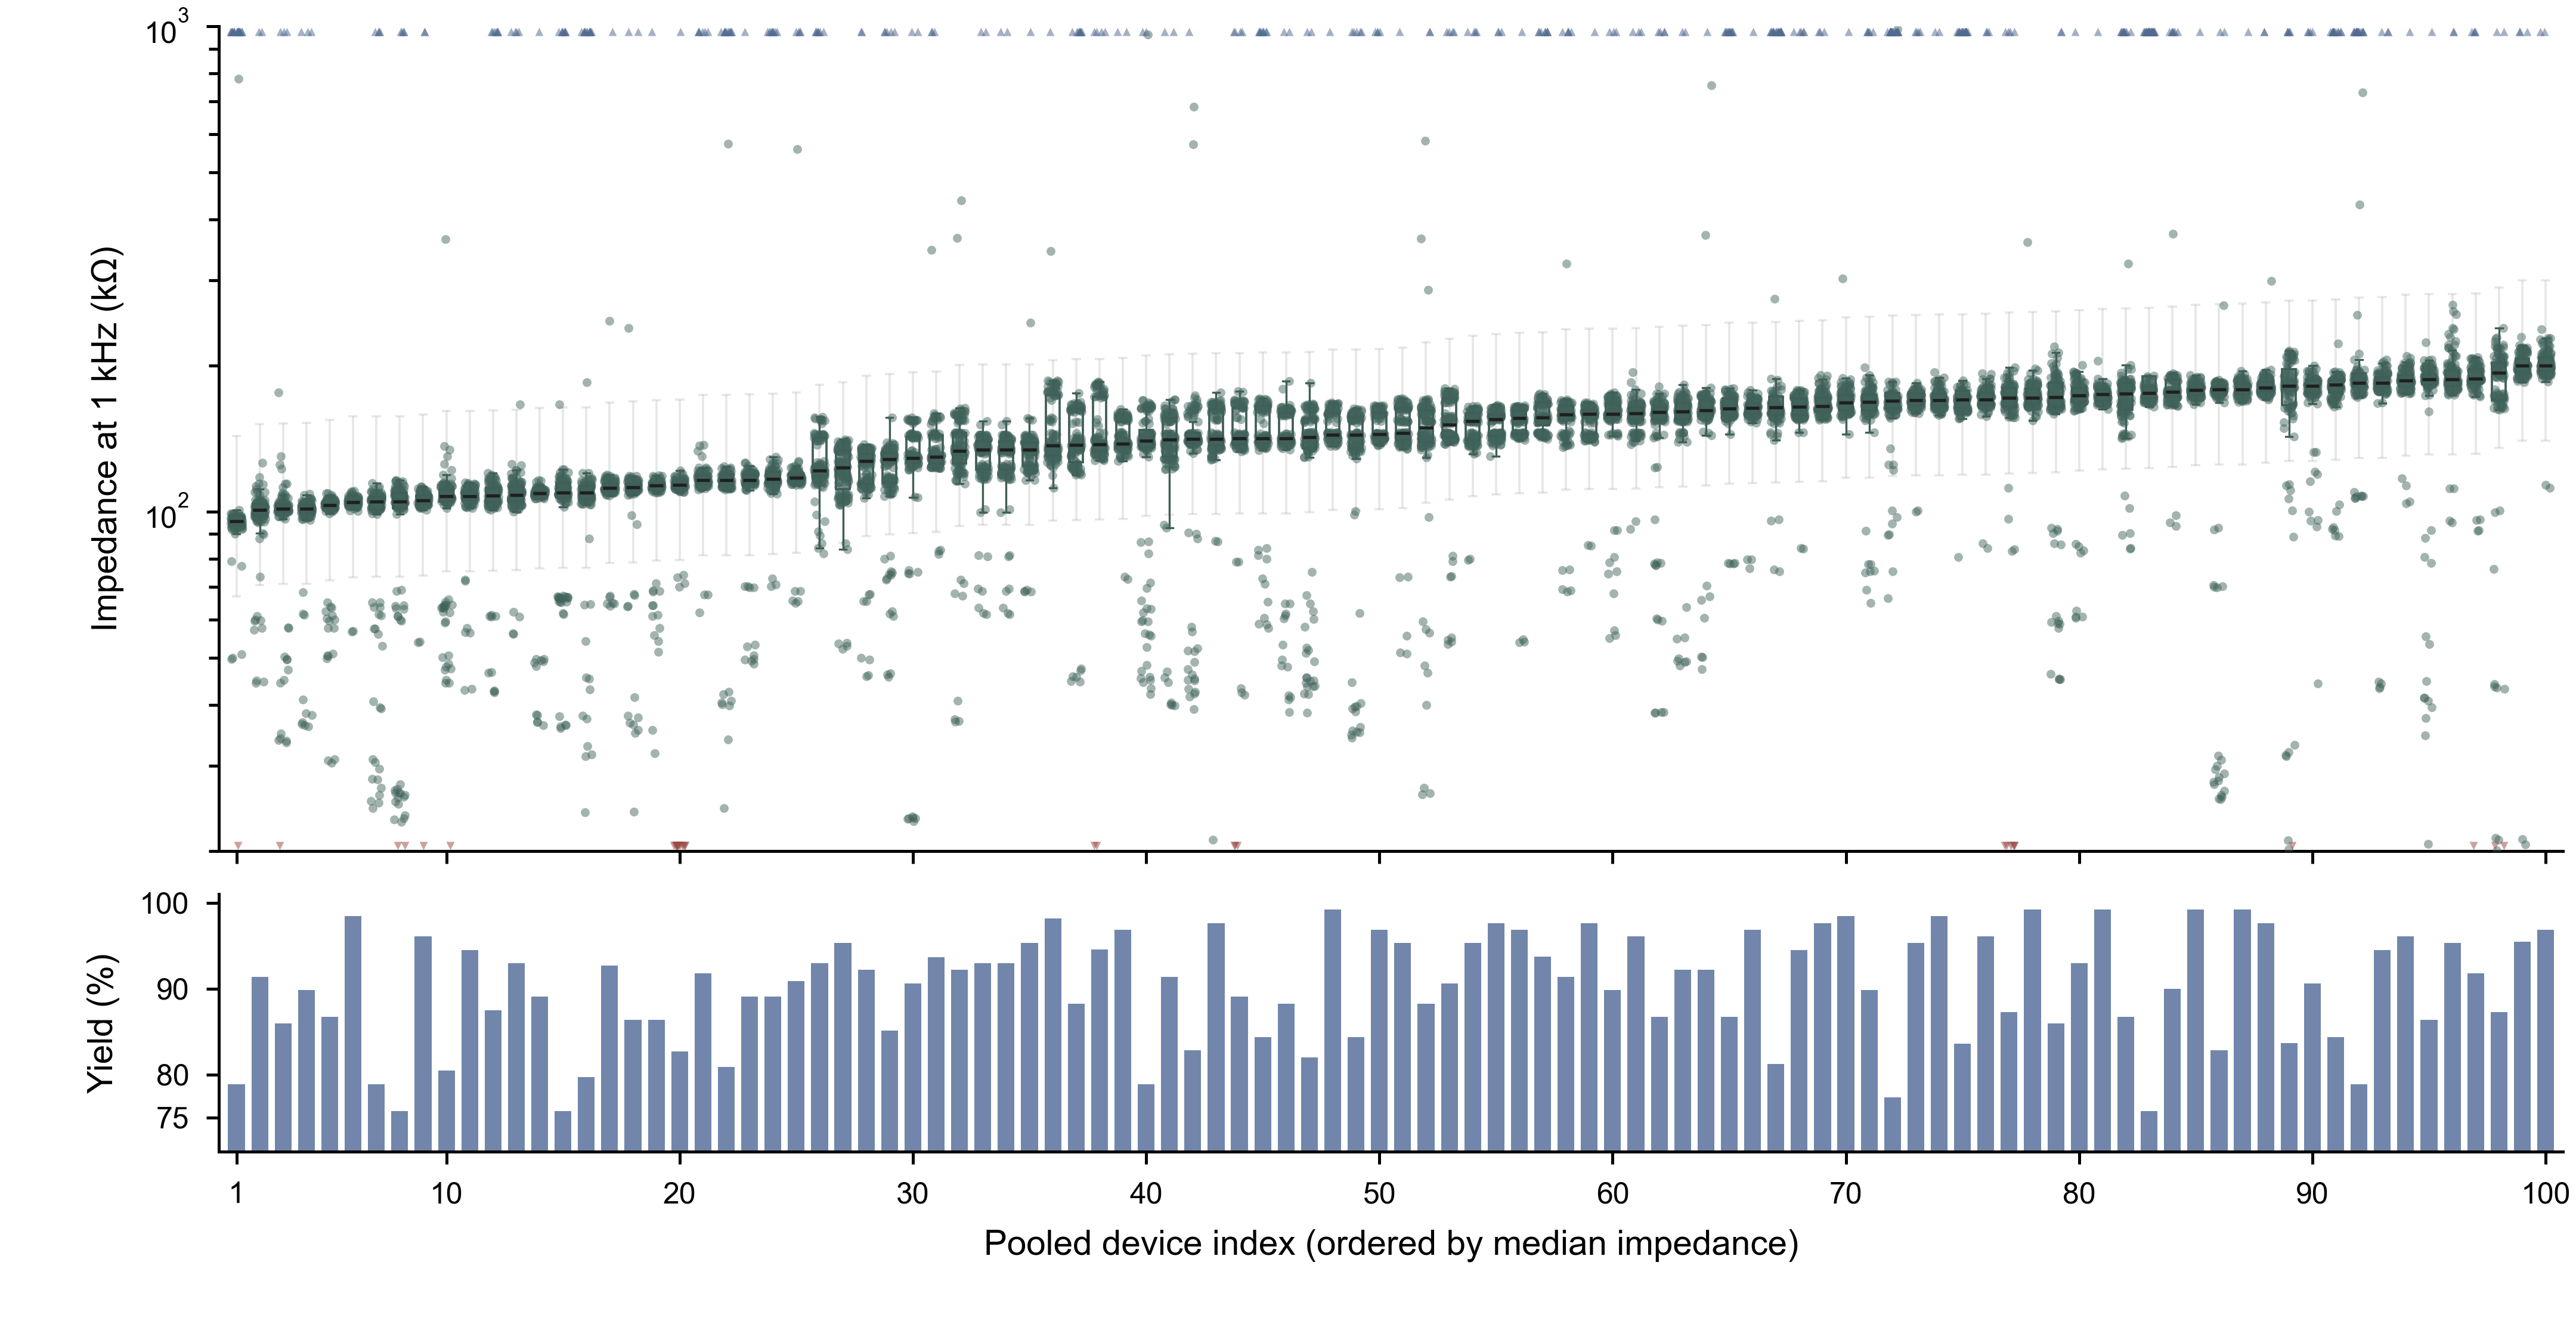 10³
10²
Impedance at 1 kHz (kΩ)
100
90
80
75
Yield (%)
1 10 20 30 40 50 60 70 80 90 100
Pooled device index (ordered by median impedance)